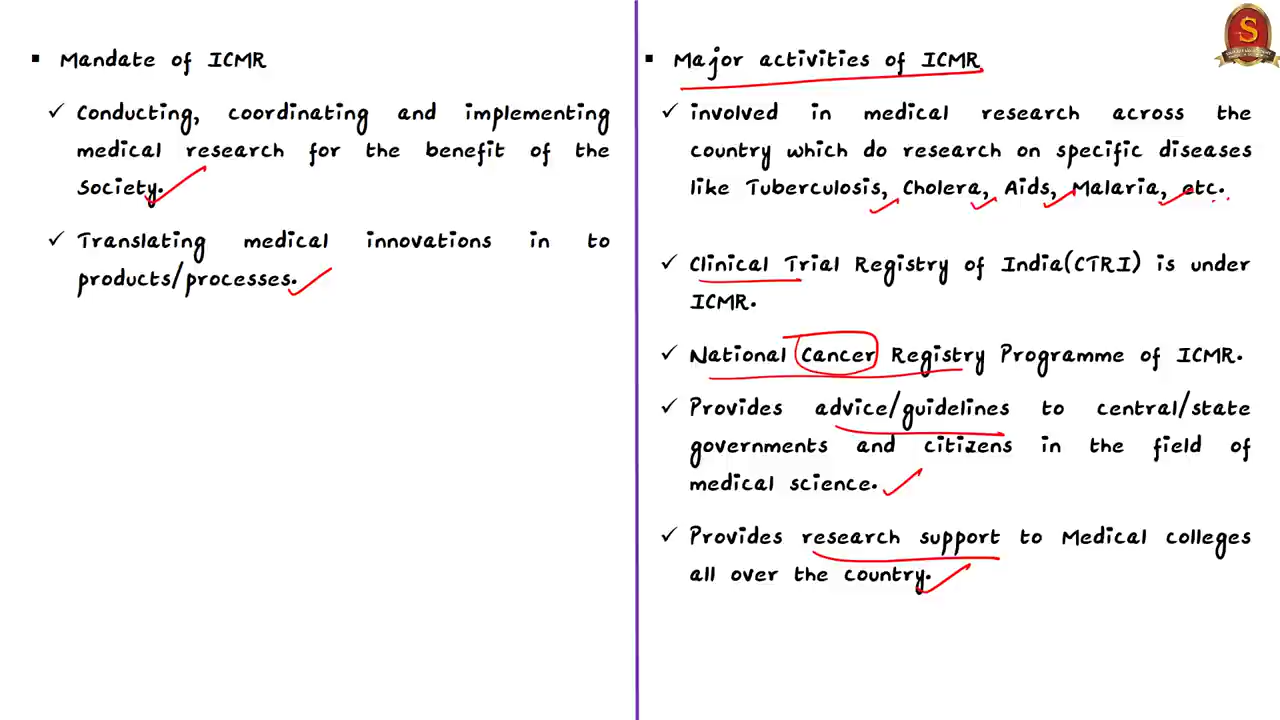 Mandate of ICMR
✓ Conducting, coordinating and implementing
medical research for the benefit of the
Society.
✓ Translating medical innovations in to
products/processes.
Major activities of ICMR
✓ involved in medical research across the
country which do research on specific diseases
like Tuberculosis, Cholera, Aids, Malaria, etc.
✓ Clinical Trial Registry of India(CTRI) is under
ICMR.
✓ National Cancer Registry Programme of ICMR.
✓ Provides advice/guidelines to central/state
governments and citizens in the field of
medical science.
✓ Provides research support to Medical colleges
all over the country.
S